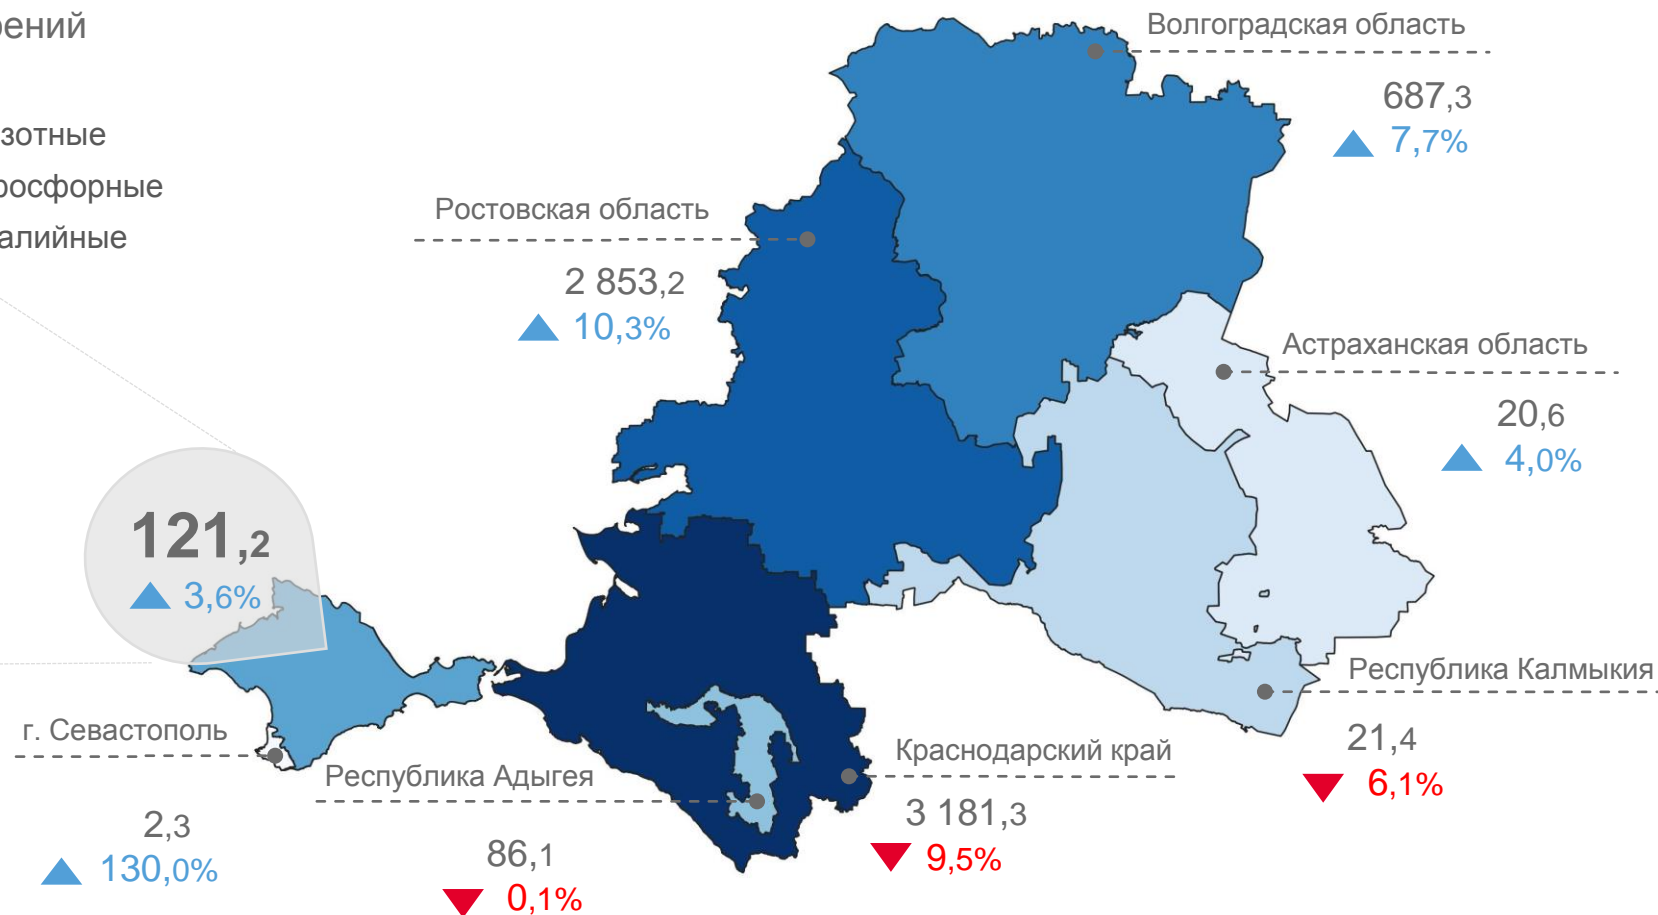 рений
зотные
росфорные
алийные
Волгоградская область
687,3
7,7%
Ростовская область
2 853,2
10,3%
Астраханская область
20,6
4,0%
121,2
3,6%
Республика Калмыкия
21,4
6,1%
г. Севастополь
2,3
130,0%
Республика Адыгея
86,1
0,1%
Краснодарский край
3 181,3
9,5%